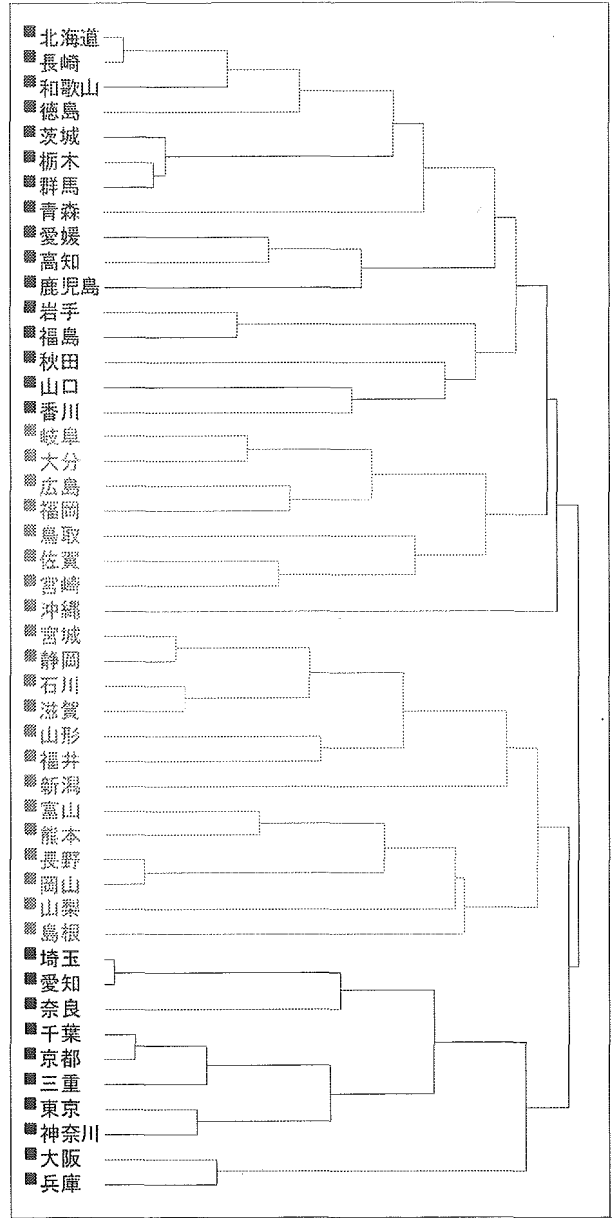 北海道
長崎
和歌山
徳島
茨城
栃木
群馬
青森
愛媛
高知
鹿児島
岩手
福島
秋田
山口
香川
岐阜
大分
広島
福岡
鳥取
佐賀
宮崎
沖縄
宮城
静岡
石川
滋賀
山形
福井
新潟
富山
熊本
長野
岡山
山梨
島根
埼玉
愛知
奈良
千葉
京都
三重
東京
神奈川
大阪
兵庫